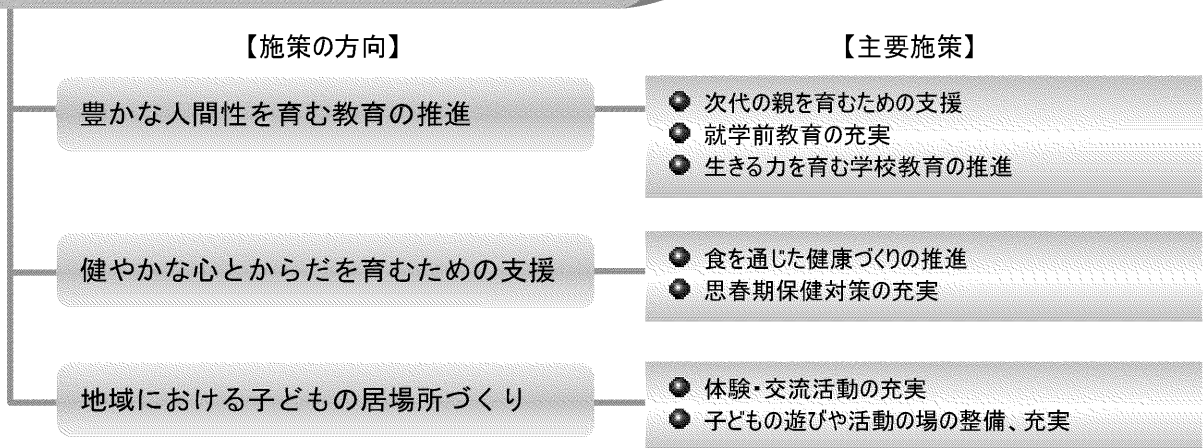 【施策の方向】
【主要施策】
豊かな人間性を育む教育の推進
● 次代の親を育むための支援
● 就学前教育の充実
● 生きる力を育む学校教育の推進
健やかな心とからだを育むための支援
● 食を通じた健康づくりの推進
● 思春期保健対策の充実
地域における子どもの居場所づくり
● 体験・交流活動の充実
● 子どもの遊びや活動の場の整備、充実